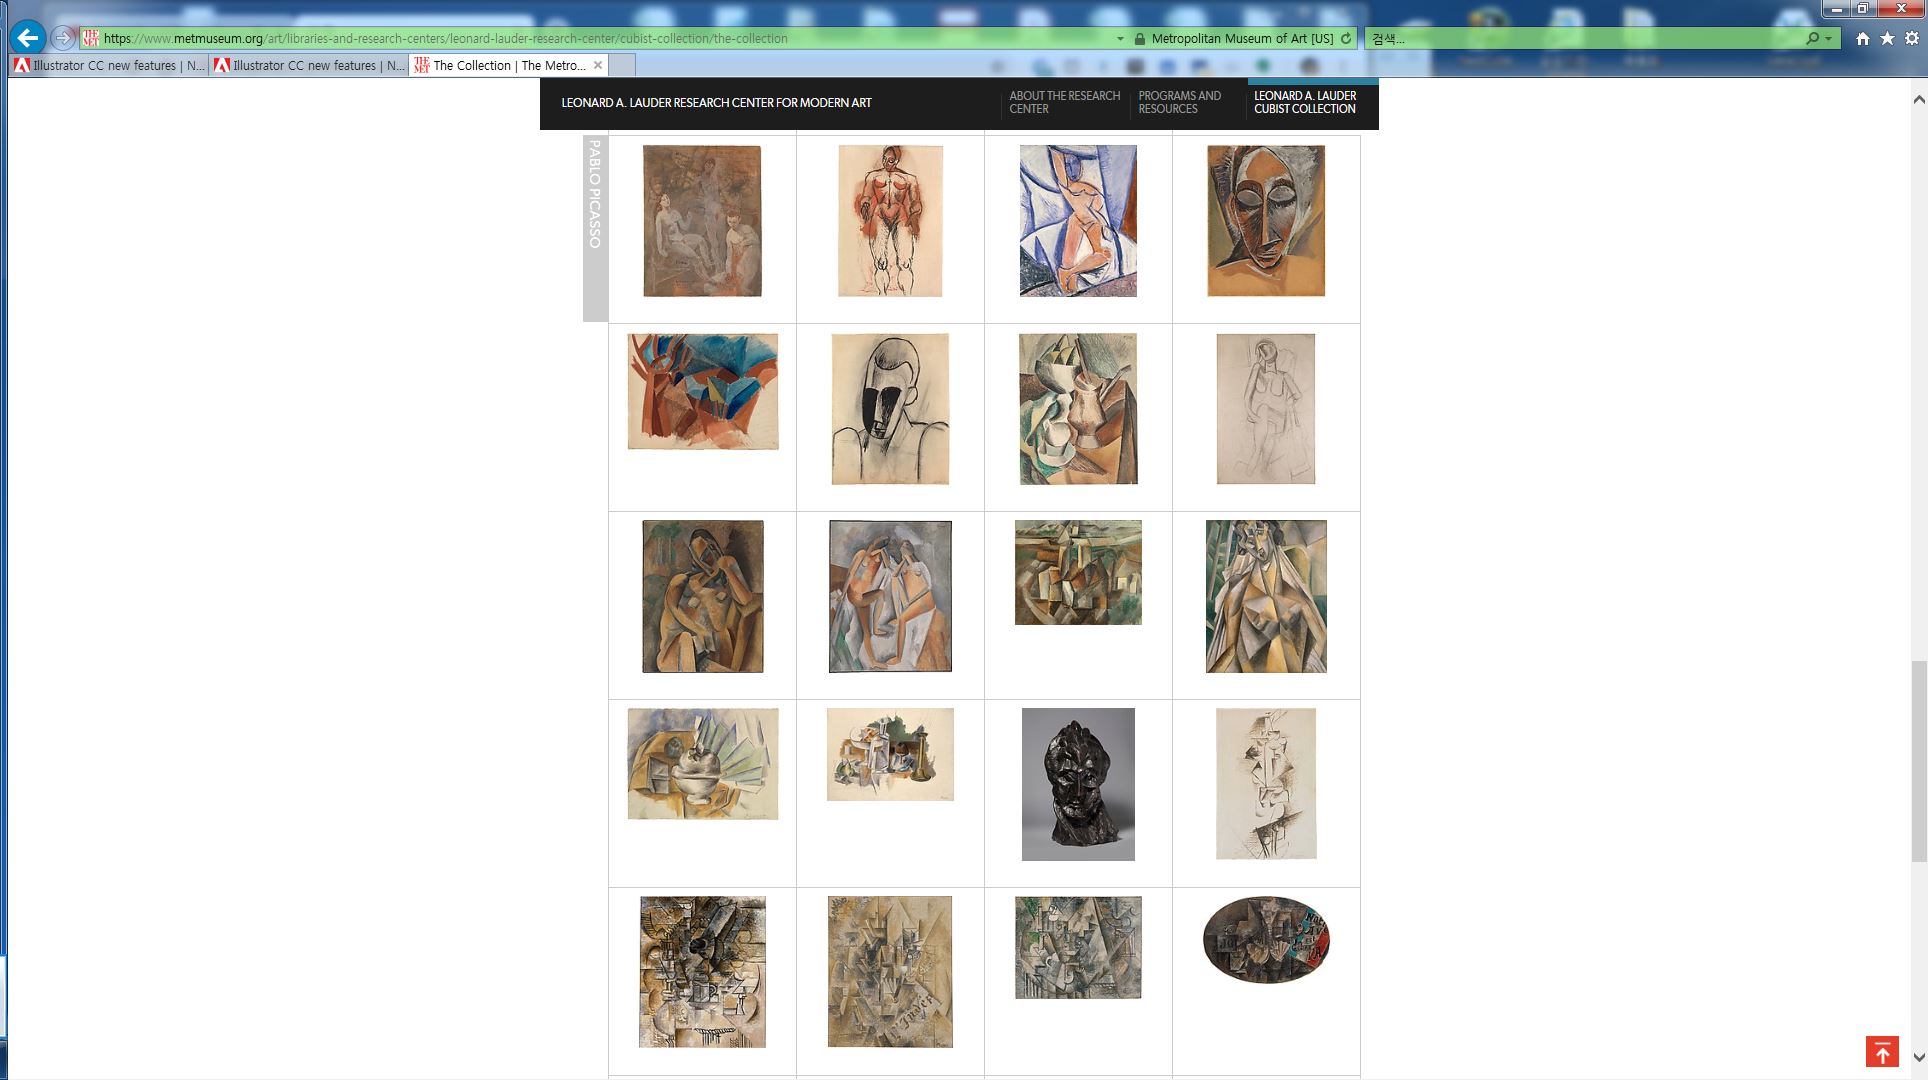 https://www.metmuseum.org/art/libraries-and-research-centers/leonard-lauder-research-center/cubist-collection/the-collection
Metropolitan Museum of Art [US]
검색...
Illustrator CC new features | N...
Illustrator CC new features | N...
THE MET
The Collection | The Metro...
LEONARD A. LAUDER RESEARCH CENTER FOR MODERN ART
ABOUT THE RESEARCH
CENTER
PROGRAMS AND
RESOURCES
LEONARD A. LAUDER
CUBIST COLLECTION
PABLO PICASSO